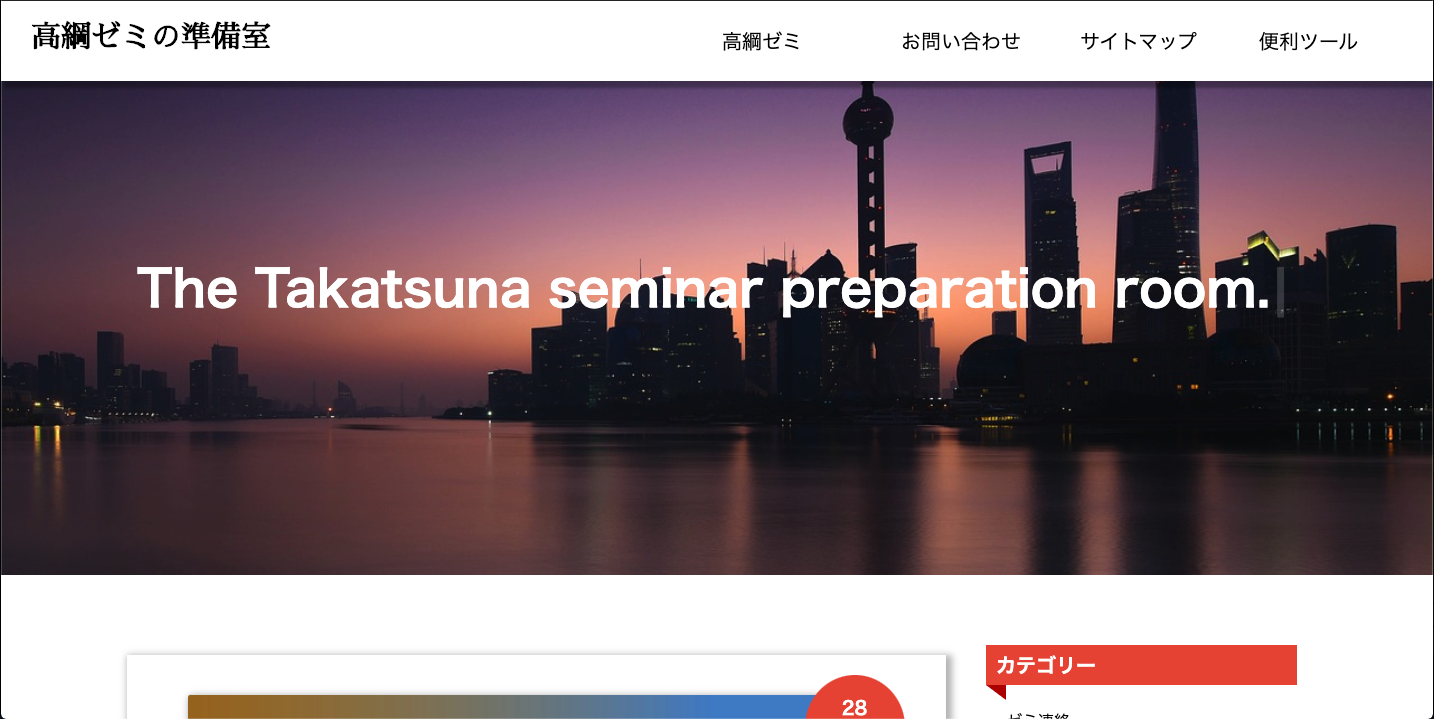 高綱ゼミの準備室
高綱ゼミ お問い合わせ サイトマップ 便利ツール
The Takatsuna seminar preparation room.
カテゴリー
28